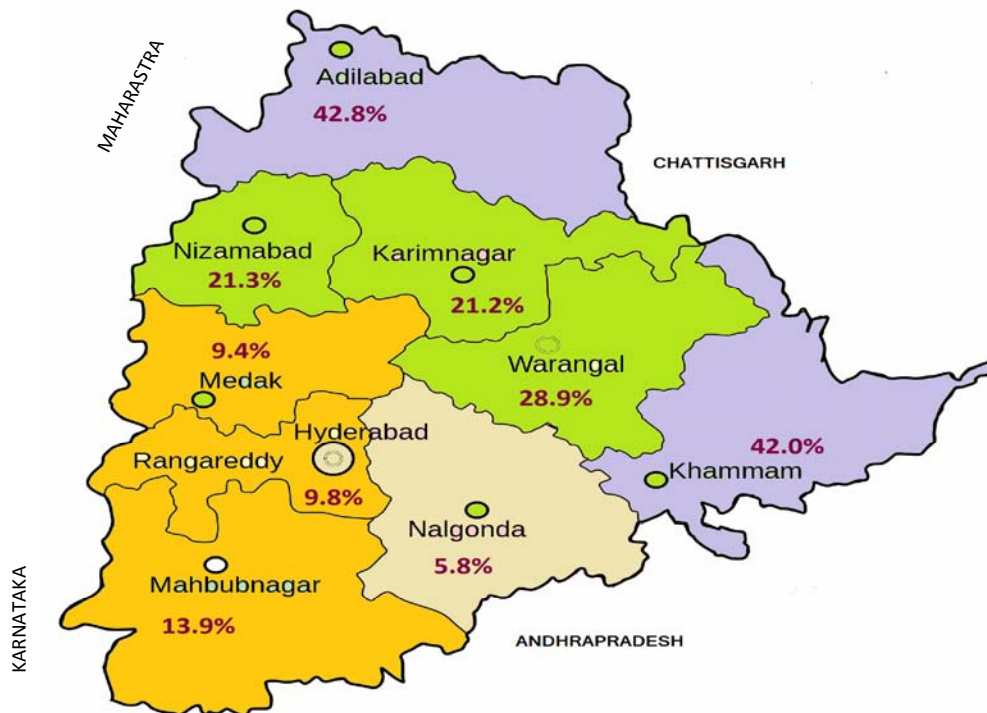 MAHARASTRA
Adilabad
42.8%
CHATTISGARH
Nizamabad
21.3%
Karimnagar
21.2%
9.4%
Medak
Warangal
28.9%
Hyderabad
Rangareddy
9.8%
42.0%
Khammam
Nalgonda
5.8%
Mahbubnagar
13.9%
KARNATAKA
ANDHRAPRADESH